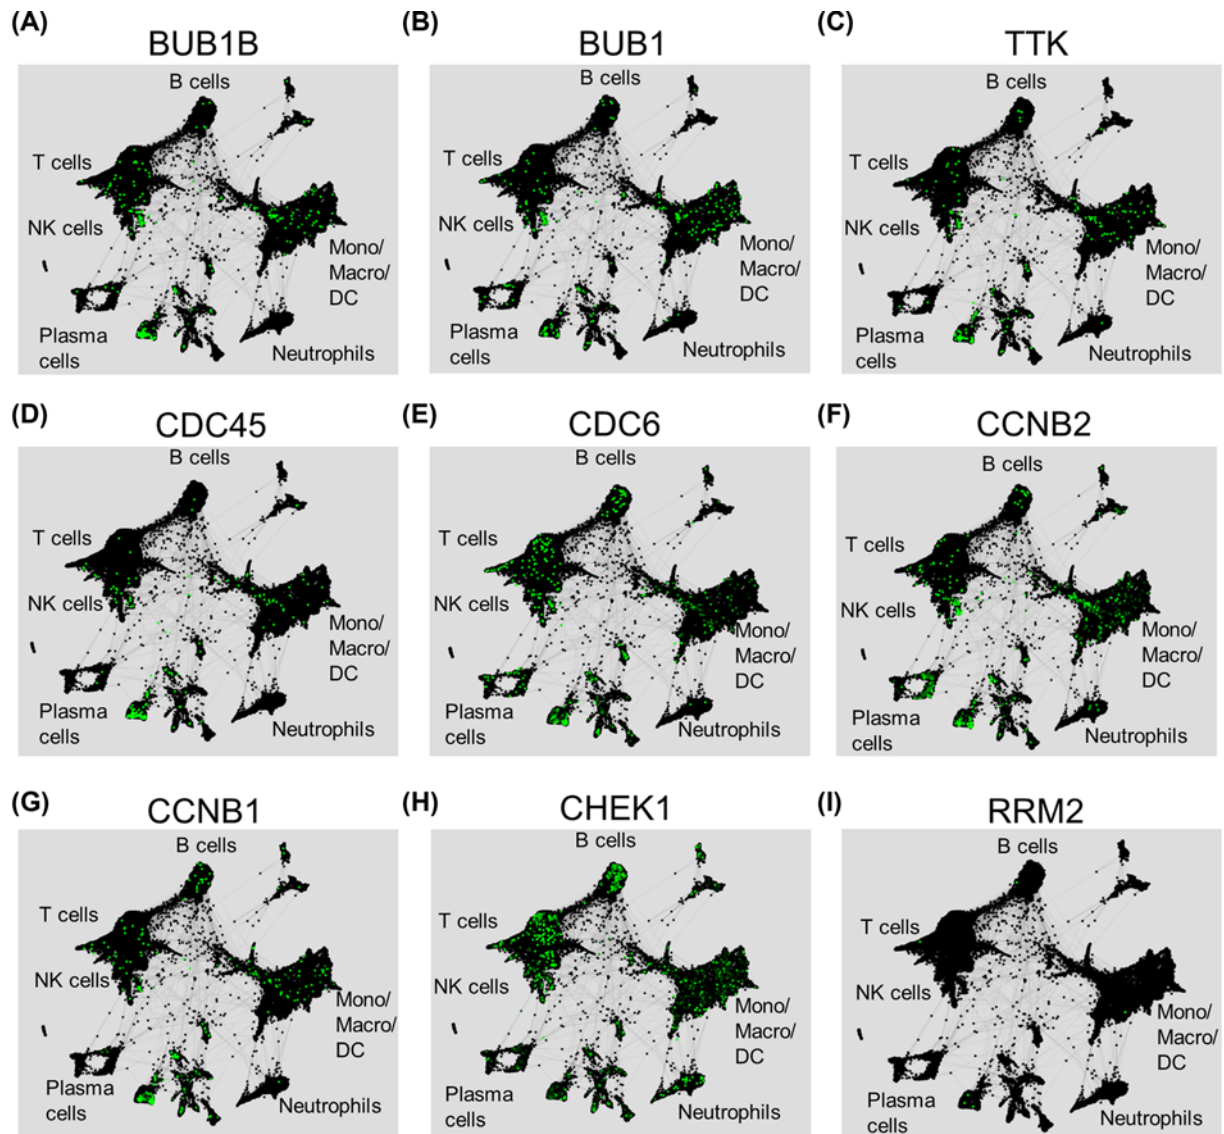 (A)
BUB1B
B cells
T cells
NK cells
Mono/
Macro/
DC
Plasma
cells
Neutrophils
(B)
BUB1
B cells
T cells
NK cells
Mono/
Macro/
DC
Plasma
cells
Neutrophils
(C)
TTK
B cells
T cells
NK cells
Mono/
Macro/
DC
Plasma
cells
Neutrophils
(D)
CDC45
B cells
T cells
NK cells
Mono/
Macro/
DC
Plasma
cells
Neutrophils
(E)
CDC6
B cells
T cells
NK cells
Mono/
Macro/
DC
Plasma
cells
Neutrophils
(F)
CCNB2
B cells
T cells
NK cells
Mono/
Macro/
DC
Plasma
cells
Neutrophils
(G)
CCNB1
B cells
T cells
NK cells
Mono/
Macro/
DC
Plasma
cells
Neutrophils
(H)
CHEK1
B cells
T cells
NK cells
Mono/
Macro/
DC
Plasma
cells
Neutrophils
(I)
RRM2
B cells
T cells
NK cells
Mono/
Macro/
DC
Plasma
cells
Neutrophils